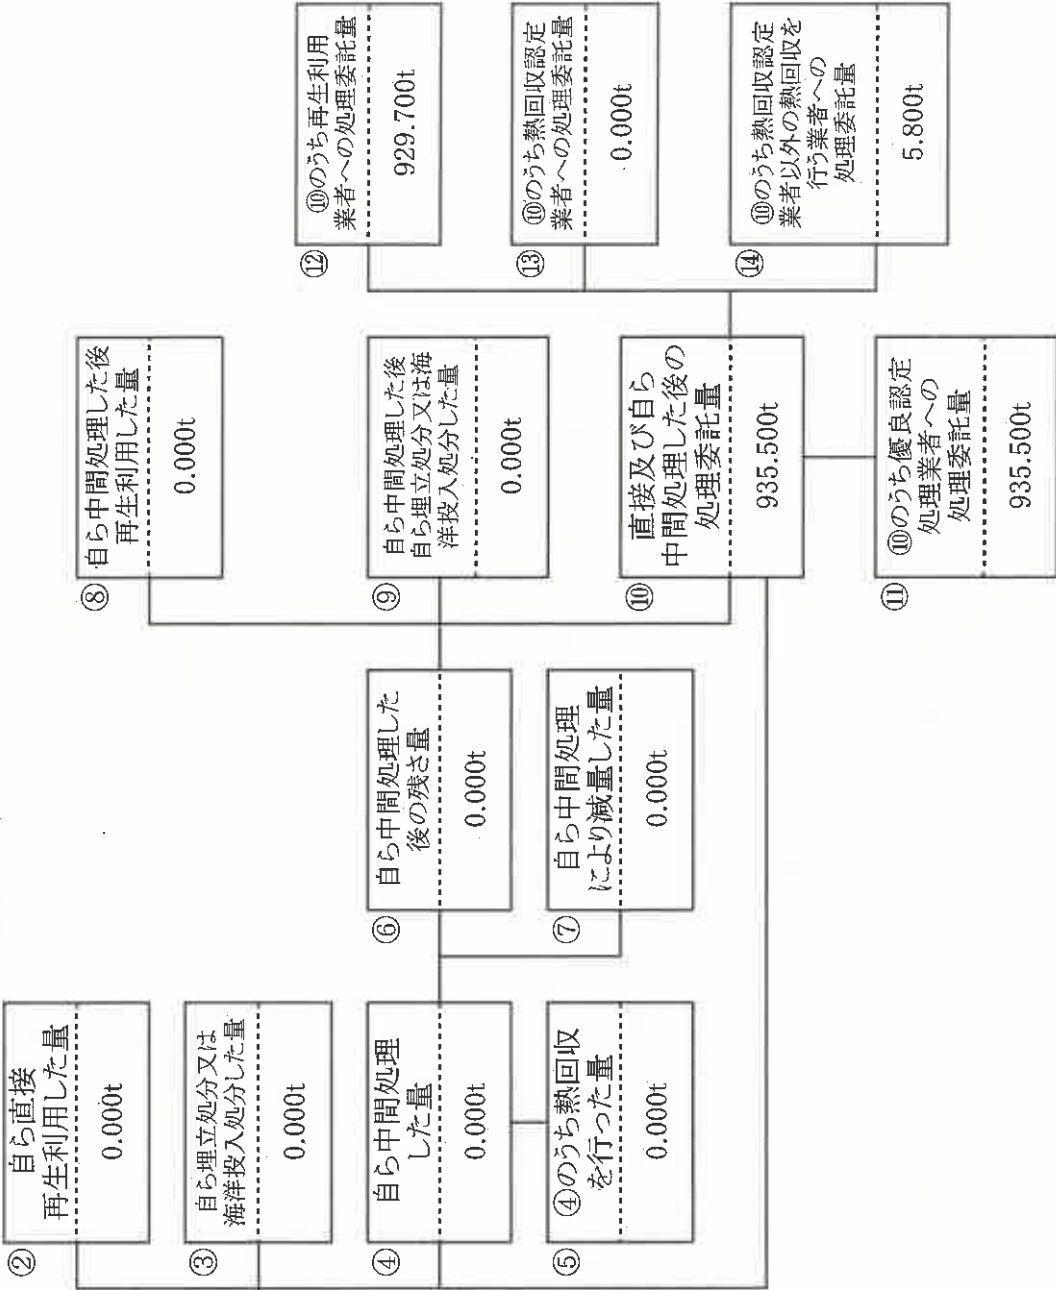 ②
自ら直接
再生利用した量
0.000t
③
自ら埋立処分又は
海洋投入処分した量
0.000t
④
自ら中間処理
した量
0.000t
⑤
④のうち熱回収
を行った量
0.000t
⑥
自ら中間処理した
後の残さ量
0.000t
⑦
自ら中間処理
により減量した量
0.000t
⑧
自ら中間処理した後
再生利用した量
0.000t
⑨
自ら中間処理した後
自ら埋立処分又は海
洋投入処分した量
0.000t
⑩
直接及び自ら
中間処理した後の
処理委託量
935.500t
⑪
⑩のうち優良認定
処理業者への
処理委託量
935.500t
⑫
⑩のうち再生利用
業者への処理委託量
929.700t
⑬
⑩のうち熱回収認定
業者への処理委託量
0.000t
⑭
⑩のうち熱回収認定
業者以外の熱回収を
行う業者への
処理委託量
5.800t